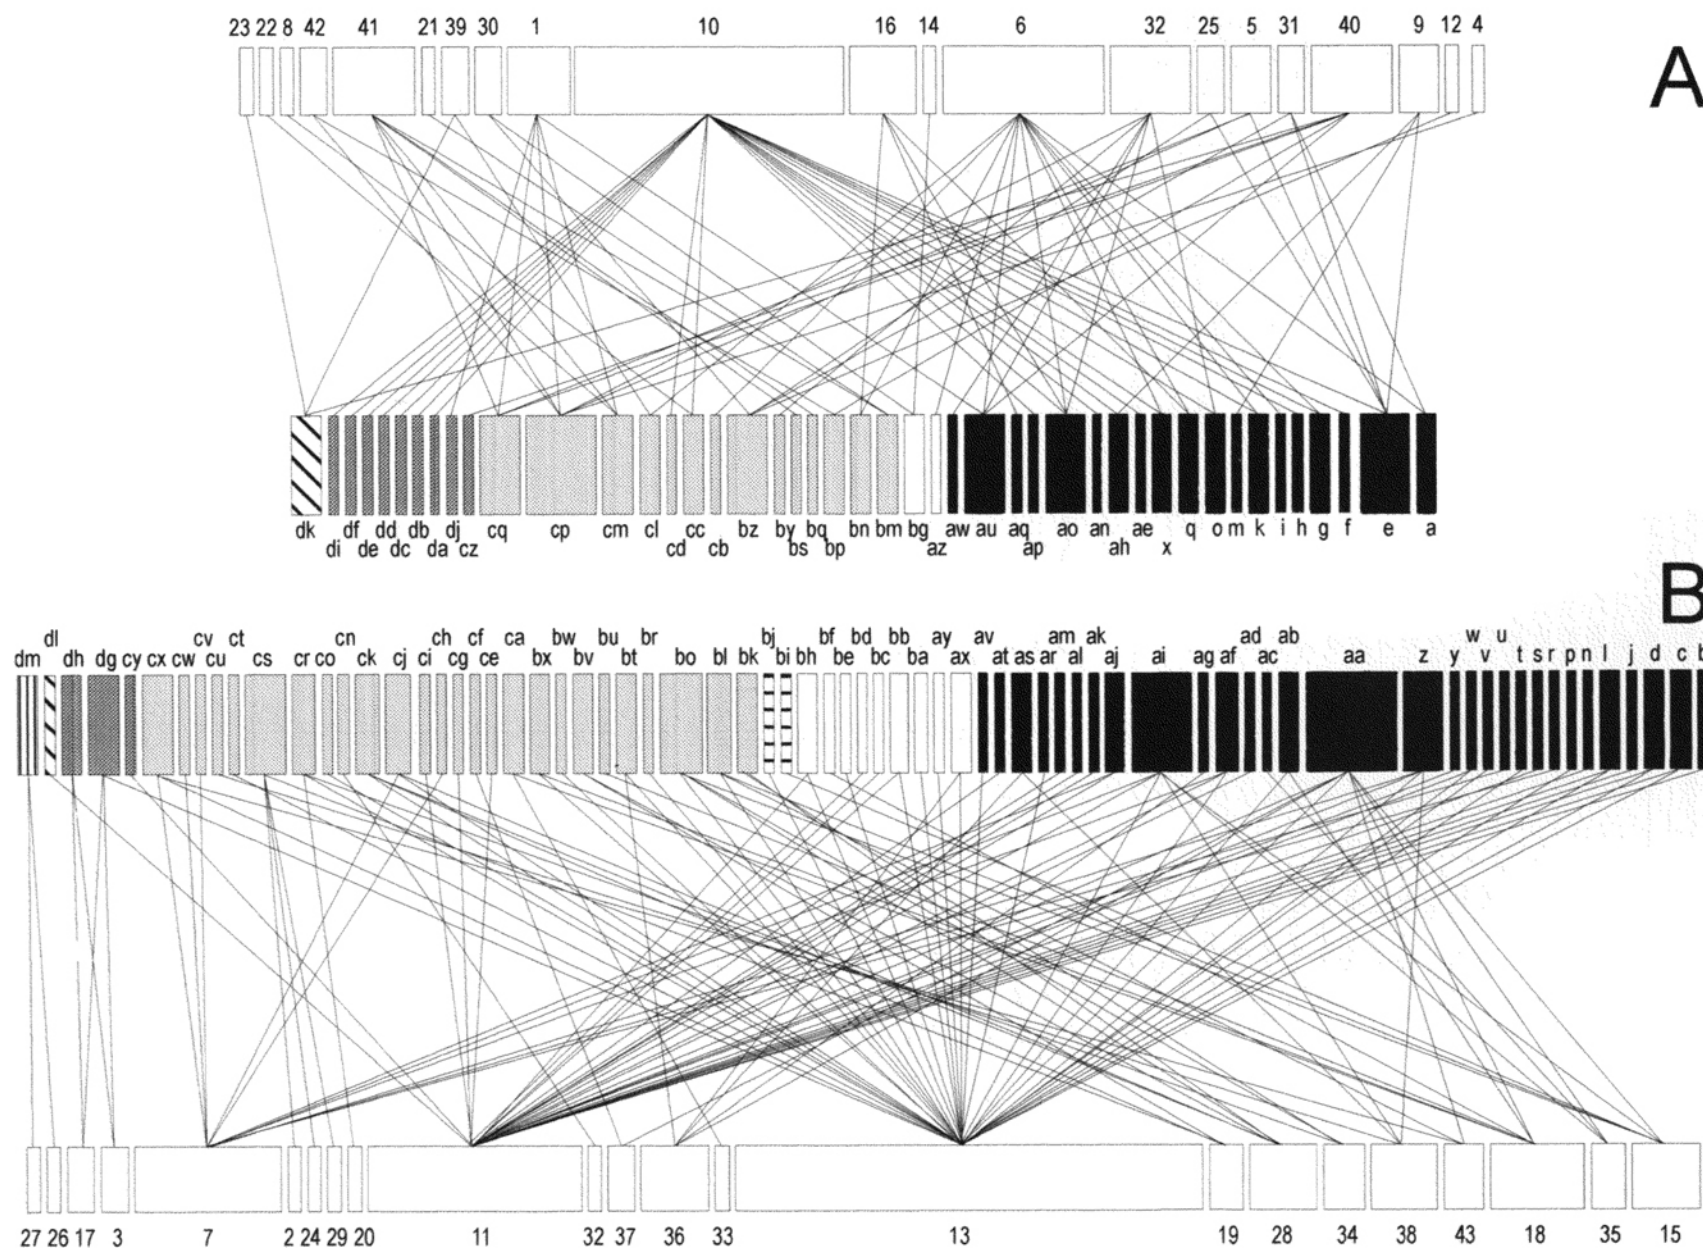 23 22 8 42 41 21 39 30 1 10 16 14 6 32 25 5 31 40 9 12 4
A
dk df dd db dj cq cp cm cl cc bz by bq bn bm bg aw au aq ao an ae q o m k i h g f e a
di de dc da cz cd cb bs bp az ap ah x
B
dl cv ct cn ch cf ca bw bu br bj bf bd bb ay av am ak ad ab w u
dm dh dg cy cx cw cu cs cr co ck cj ci cg ce bx bv bt bo bl bk bi bh be bc ba ax at as ar al aj ai ag af ac aa z y v t s r p n l j d c b
27 26 17 3 7 2 24 29 20 11 32 37 36 33 13 19 28 34 38 43 18 35 15